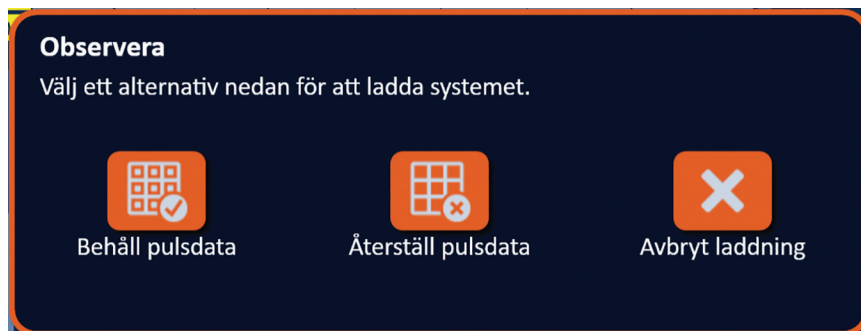 Observera
Välj ett alternativ nedan för att ladda systemet.
Behåll pulsdata
Återställ pulsdata
Avbryt laddning